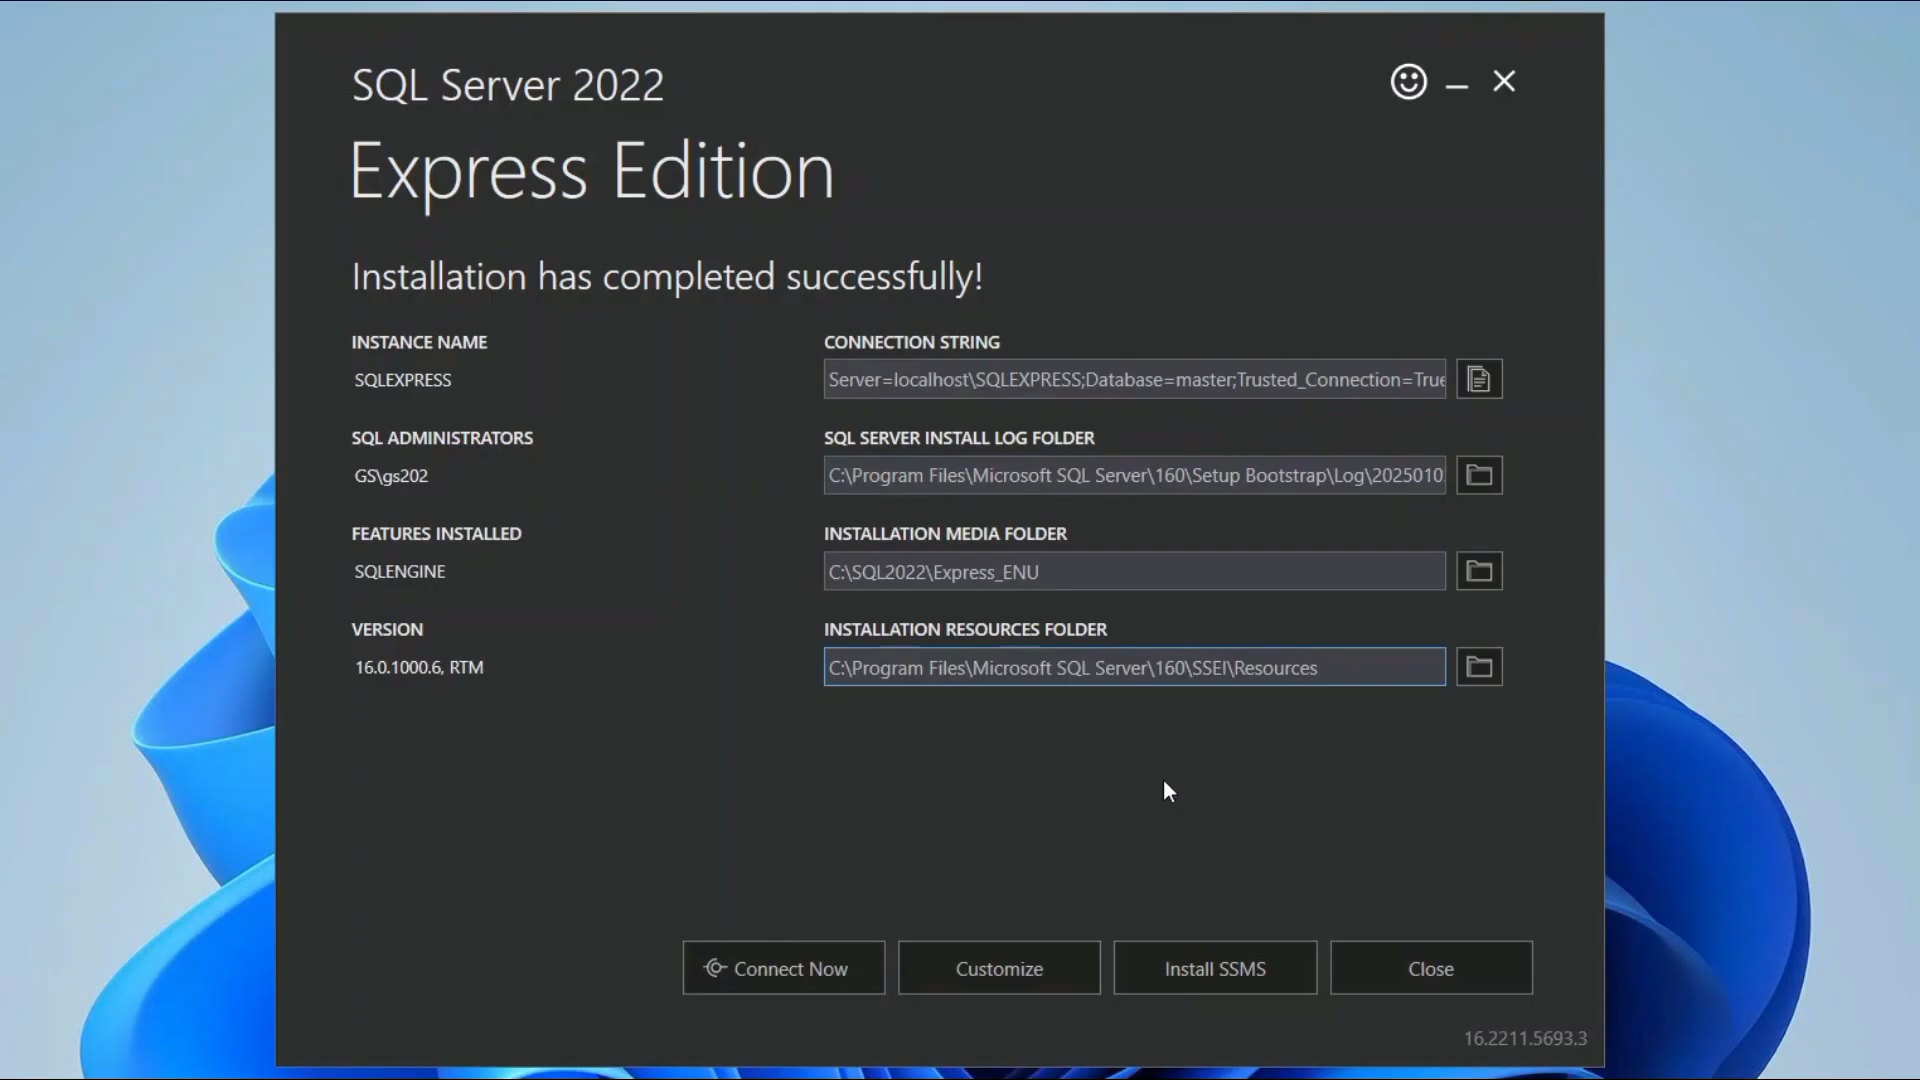 SQL Server 2022
Express Edition
Installation has completed successfully!
INSTANCE NAME
SQLEXPRESS
CONNECTION STRING
Server=localhost\SQLEXPRESS;Database=master;Trusted_Connection=True
SQL ADMINISTRATORS
GS\gs202
SQL SERVER INSTALL LOG FOLDER
C:\Program Files\Microsoft SQL Server\160\Setup Bootstrap\Log\2025010
FEATURES INSTALLED
SQLENGINE
INSTALLATION MEDIA FOLDER
C:\SQL2022\Express_ENU
VERSION
16.0.1000.6, RTM
INSTALLATION RESOURCES FOLDER
C:\Program Files\Microsoft SQL Server\160\SSEI\Resources
Connect Now
Customize
Install SSMS
Close
16.2211.5693.3